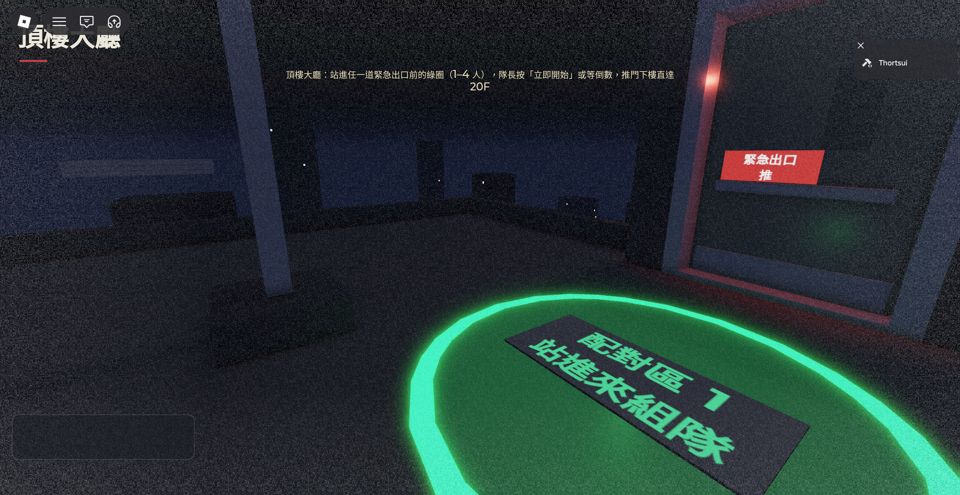 頂樓大廳
頂樓大廳：站進任一道緊急出口前的綠圈（1–4 人），隊長按「立即開始」或等倒數，推門下樓直達
20F
Thortsui
緊急出口
推
配對區 1
站進來組隊